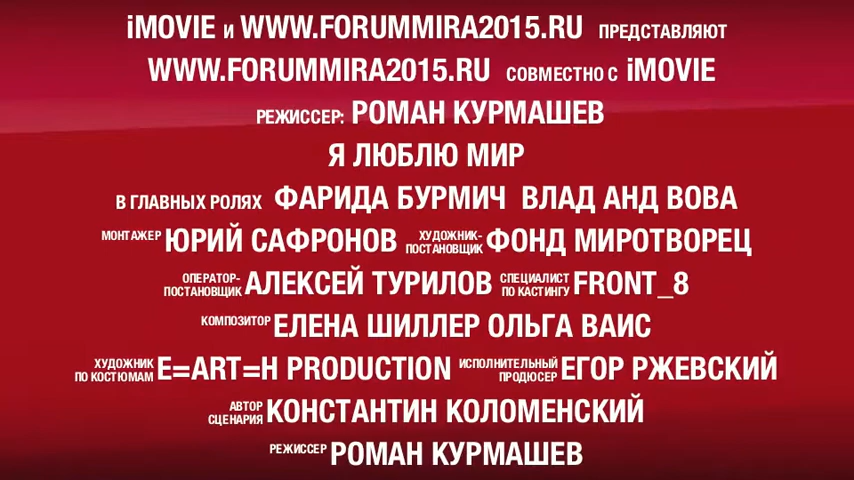 iMOVIE и WWW.FORUMMIRA2015.RU ПРЕДСТАВЛЯЮТ
WWW.FORUMMIRA2015.RU СОВМЕСТНО С iMOVIE
РЕЖИССЕР: РОМАН КУРМАШЕВ
Я ЛЮБЛЮ МИР
В ГЛАВНЫХ РОЛЯХ ФАРИДА БУРМИЧ ВЛАД АНД ВОВА
МОНТАЖЕР ЮРИЙ САФРОНОВ ХУДОЖНИК-ПОСТАНОВЩИК ФОНД МИРОТВОРЕЦ
ОПЕРАТОР-ПОСТАНОВЩИК АЛЕКСЕЙ ТУРИЛОВ СПЕЦИАЛИСТ ПО КАСТИНГУ FRONT_8
КОМПОЗИТОР ЕЛЕНА ШИЛЛЕР ОЛЬГА ВАИС
ХУДОЖНИК ПО КОСТЮМАМ E=ART=H PRODUCTION ИСПОЛНИТЕЛЬНЫЙ ПРОДЮСЕР ЕГОР РЖЕВСКИЙ
АВТОР СЦЕНАРИЯ КОНСТАНТИН КОЛОМЕНСКИЙ
РЕЖИССЕР РОМАН КУРМАШЕВ